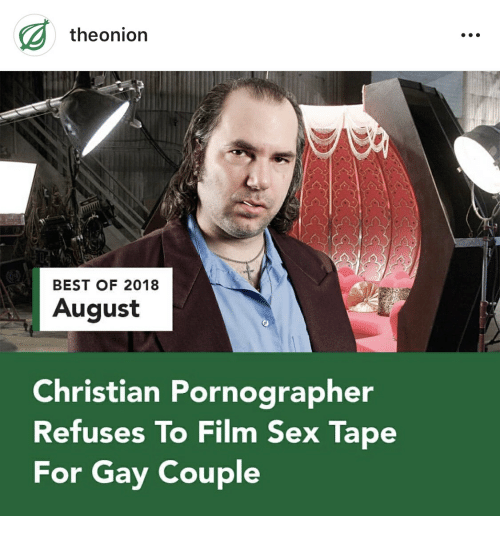 theonion
BEST OF 2018
August
Christian Pornographer
Refuses To Film Sex Tape
For Gay Couple